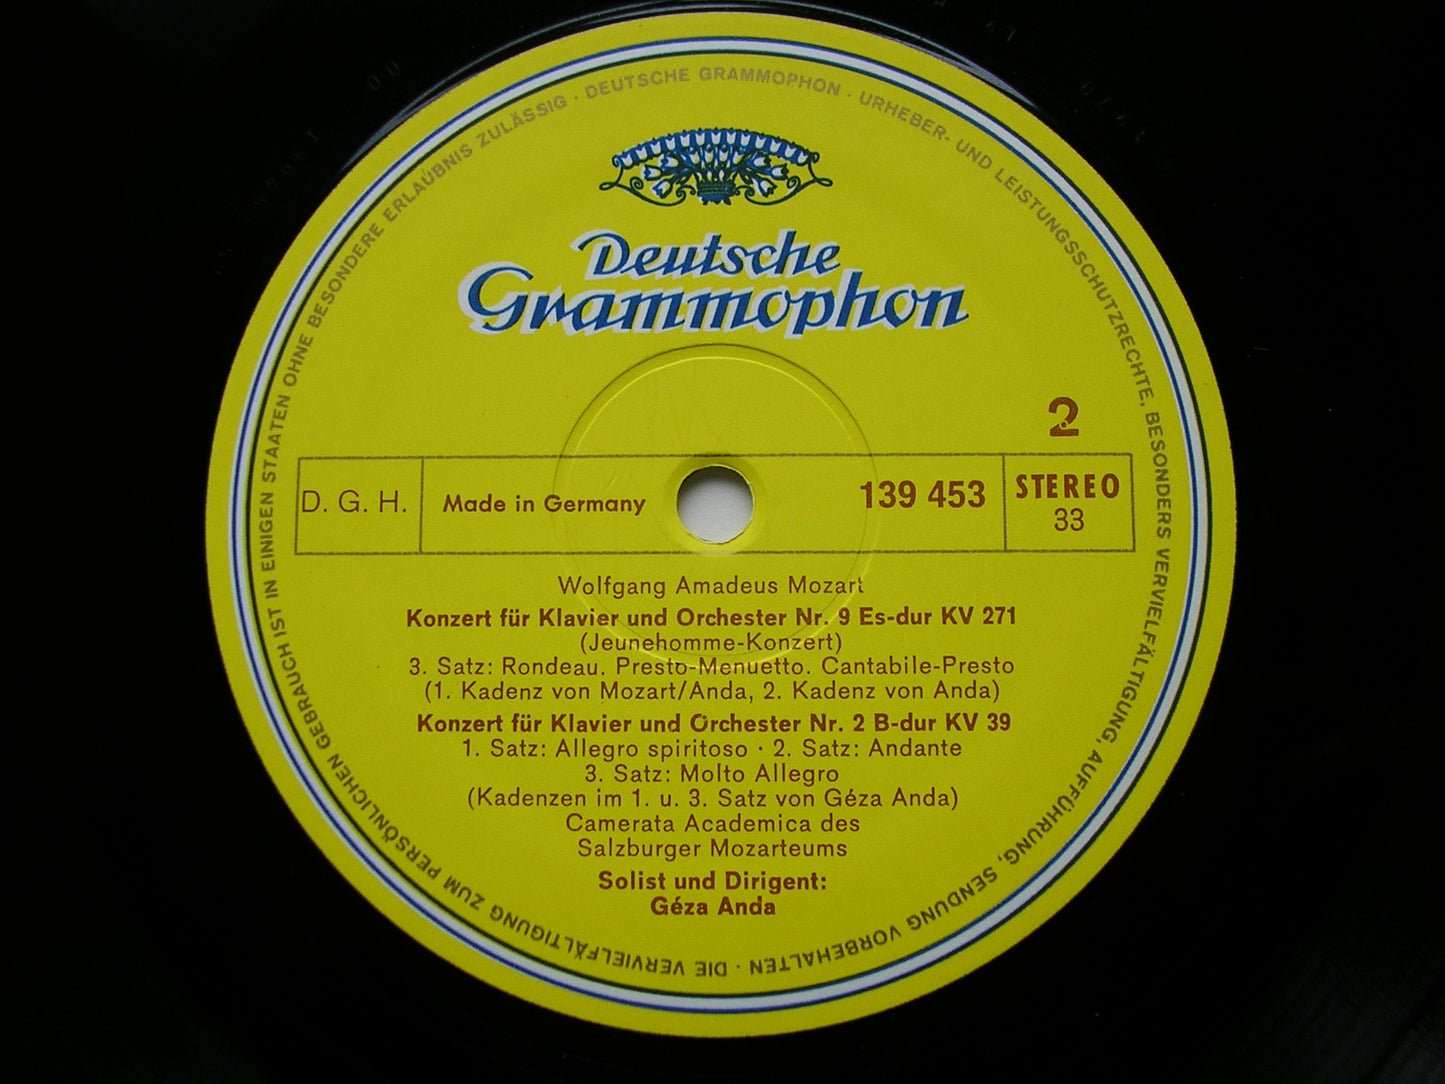 DEUTSCHE GRAMMOPHON · URHEBER- UND LEISTUNGSSCHUTZRECHTE, BESONDERS VERVIELFÄLTIGUNG, AUFFÜHRUNG, SENDUNG VORBEHALTEN · DIE VERVIELFÄLTIGUNG ZUM PERSÖNLICHEN GEBRAUCH IST IN EINIGEN STAATEN OHNE BESONDERE ERLAUBNIS ZULÄSSIG ·
Deutsche
Grammophon
2
D. G. H. Made in Germany 139 453 STEREO
33
Wolfgang Amadeus Mozart
Konzert für Klavier und Orchester Nr. 9 Es-dur KV 271
(Jeunehomme-Konzert)
3. Satz: Rondeau. Presto-Menuetto. Cantabile-Presto
(1. Kadenz von Mozart/Anda, 2. Kadenz von Anda)
Konzert für Klavier und Orchester Nr. 2 B-dur KV 39
1. Satz: Allegro spiritoso · 2. Satz: Andante
3. Satz: Molto Allegro
(Kadenzen im 1. u. 3. Satz von Géza Anda)
Camerata Academica des
Salzburger Mozarteums
Solist und Dirigent:
Géza Anda